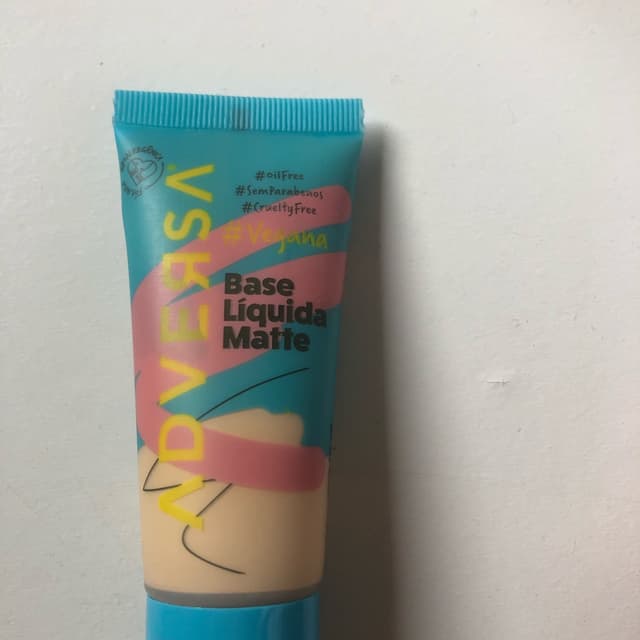 #oilFree
#SemParabenos
#CrueltyFree
#Vegana
ADVERSA
Base
Líquida
Matte